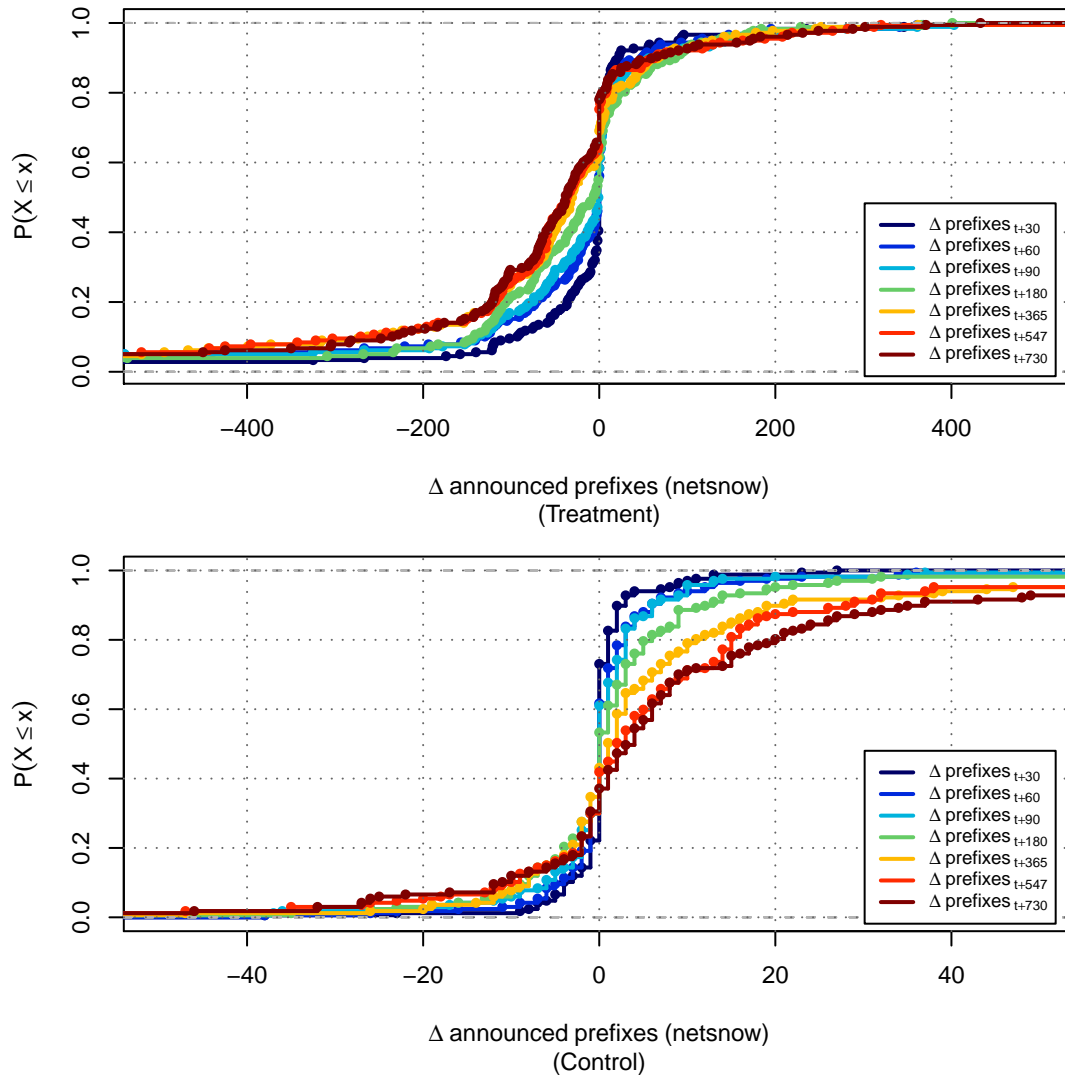 1.0
0.8
0.6
0.4
0.2
0.0
P(X ≤ x)
Δ prefixes t+30
Δ prefixes t+60
Δ prefixes t+90
Δ prefixes t+180
Δ prefixes t+365
Δ prefixes t+547
Δ prefixes t+730
−400 −200 0 200 400
Δ announced prefixes (netsnow)
(Treatment)
1.0
0.8
0.6
0.4
0.2
0.0
P(X ≤ x)
Δ prefixes t+30
Δ prefixes t+60
Δ prefixes t+90
Δ prefixes t+180
Δ prefixes t+365
Δ prefixes t+547
Δ prefixes t+730
−40 −20 0 20 40
Δ announced prefixes (netsnow)
(Control)